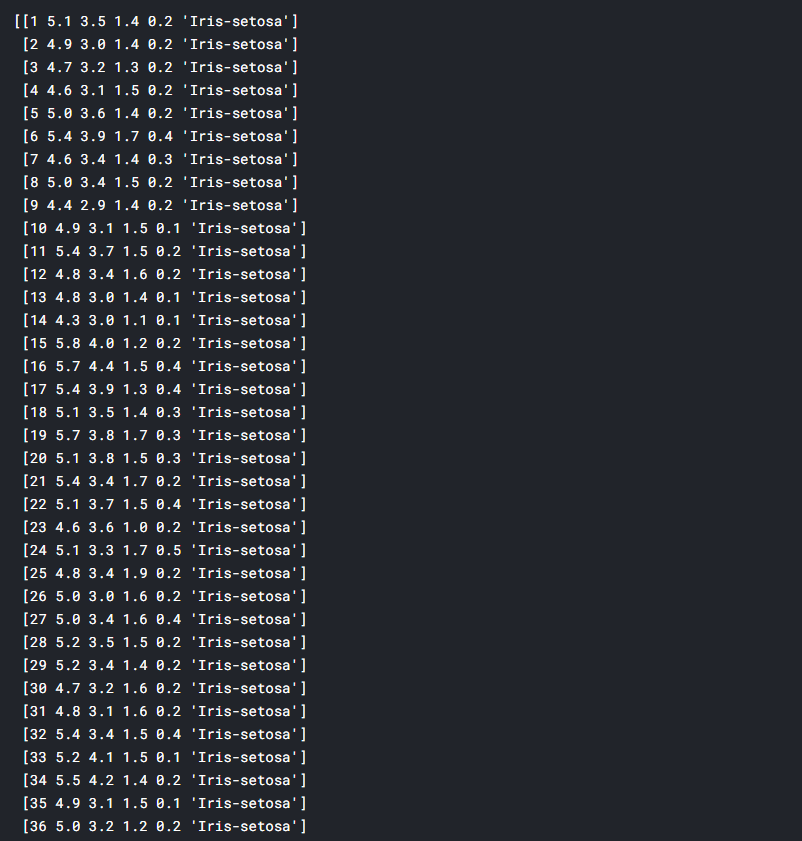 [[1 5.1 3.5 1.4 0.2 'Iris-setosa']
[2 4.9 3.0 1.4 0.2 'Iris-setosa']
[3 4.7 3.2 1.3 0.2 'Iris-setosa']
[4 4.6 3.1 1.5 0.2 'Iris-setosa']
[5 5.0 3.6 1.4 0.2 'Iris-setosa']
[6 5.4 3.9 1.7 0.4 'Iris-setosa']
[7 4.6 3.4 1.4 0.3 'Iris-setosa']
[8 5.0 3.4 1.5 0.2 'Iris-setosa']
[9 4.4 2.9 1.4 0.2 'Iris-setosa']
[10 4.9 3.1 1.5 0.1 'Iris-setosa']
[11 5.4 3.7 1.5 0.2 'Iris-setosa']
[12 4.8 3.4 1.6 0.2 'Iris-setosa']
[13 4.8 3.0 1.4 0.1 'Iris-setosa']
[14 4.3 3.0 1.1 0.1 'Iris-setosa']
[15 5.8 4.0 1.2 0.2 'Iris-setosa']
[16 5.7 4.4 1.5 0.4 'Iris-setosa']
[17 5.4 3.9 1.3 0.4 'Iris-setosa']
[18 5.1 3.5 1.4 0.3 'Iris-setosa']
[19 5.7 3.8 1.7 0.3 'Iris-setosa']
[20 5.1 3.8 1.5 0.3 'Iris-setosa']
[21 5.4 3.4 1.7 0.2 'Iris-setosa']
[22 5.1 3.7 1.5 0.4 'Iris-setosa']
[23 4.6 3.6 1.0 0.2 'Iris-setosa']
[24 5.1 3.3 1.7 0.5 'Iris-setosa']
[25 4.8 3.4 1.9 0.2 'Iris-setosa']
[26 5.0 3.0 1.6 0.2 'Iris-setosa']
[27 5.0 3.4 1.6 0.4 'Iris-setosa']
[28 5.2 3.5 1.5 0.2 'Iris-setosa']
[29 5.2 3.4 1.4 0.2 'Iris-setosa']
[30 4.7 3.2 1.6 0.2 'Iris-setosa']
[31 4.8 3.1 1.6 0.2 'Iris-setosa']
[32 5.4 3.4 1.5 0.4 'Iris-setosa']
[33 5.2 4.1 1.5 0.1 'Iris-setosa']
[34 5.5 4.2 1.4 0.2 'Iris-setosa']
[35 4.9 3.1 1.5 0.1 'Iris-setosa']
[36 5.0 3.2 1.2 0.2 'Iris-setosa']